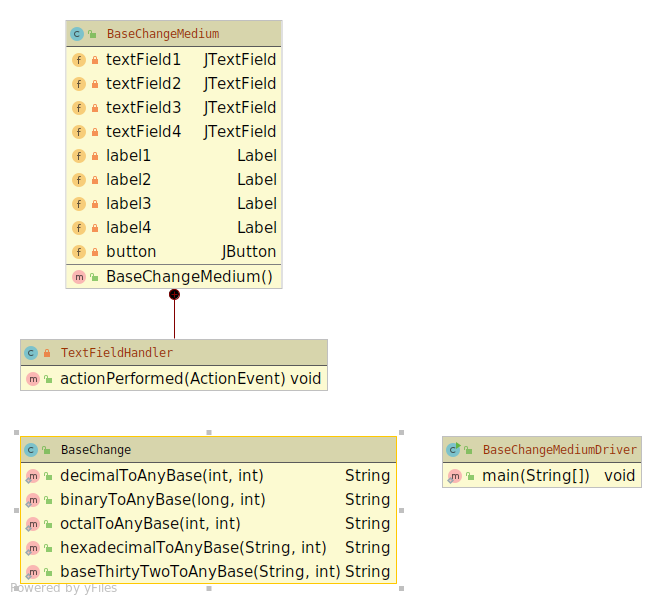 BaseChangeMedium
textField1 JTextField
textField2 JTextField
textField3 JTextField
textField4 JTextField
label1 Label
label2 Label
label3 Label
label4 Label
button JButton
BaseChangeMedium()
TextFieldHandler
actionPerformed(ActionEvent) void
BaseChange
decimalToAnyBase(int, int) String
binaryToAnyBase(long, int) String
octalToAnyBase(int, int) String
hexadecimalToAnyBase(String, int) String
baseThirtyTwoToAnyBase(String, int) String
BaseChangeMediumDriver
main(String[]) void
Powered by yFiles